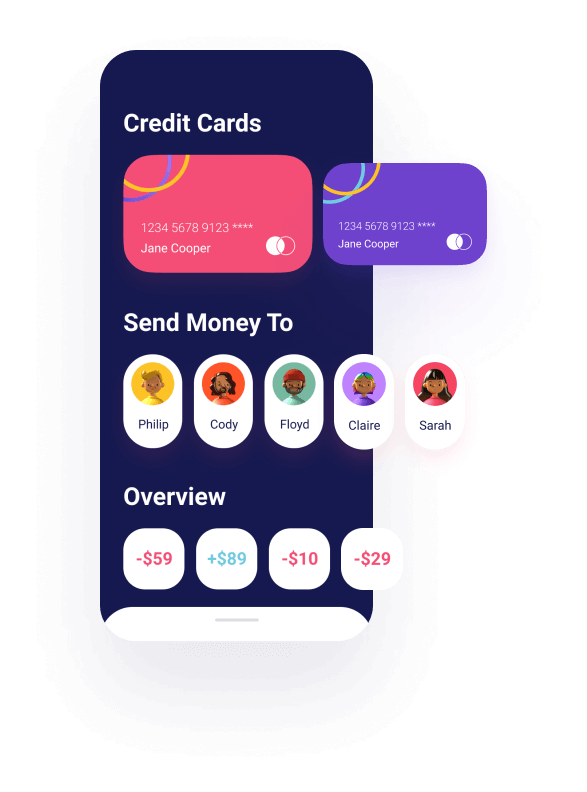 Credit Cards
1234 5678 9123 ****
Jane Cooper
1234 5678 9123 ****
Jane Cooper
Send Money To
Philip Cody Floyd Claire Sarah
Overview
-$59 +$89 -$10 -$29